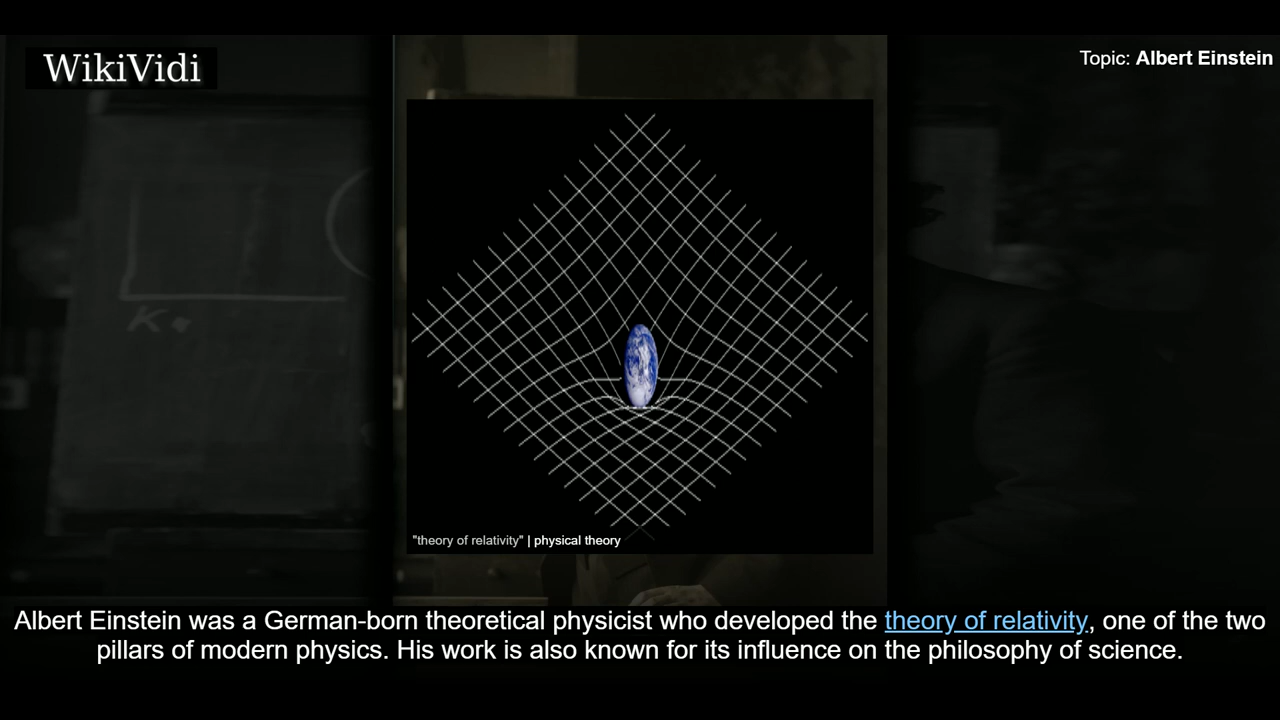 WikiVidi
Topic: Albert Einstein
K
"theory of relativity" | physical theory
Albert Einstein was a German-born theoretical physicist who developed the theory of relativity, one of the two
pillars of modern physics. His work is also known for its influence on the philosophy of science.